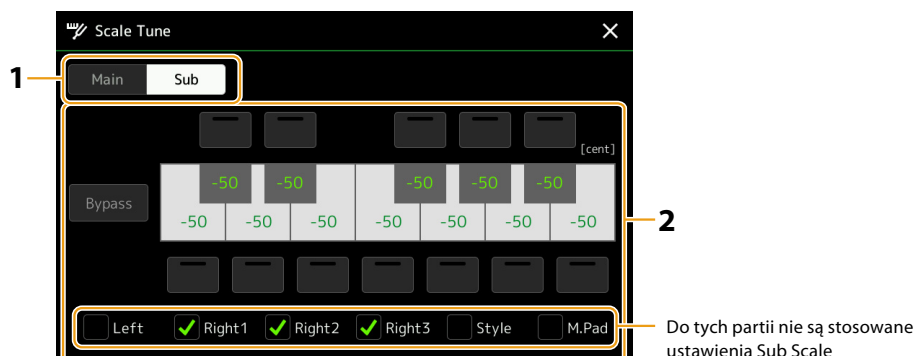 Scale Tune
1
Main Sub
[cent]
-50 -50 -50 -50 -50
Bypass
-50 -50 -50 -50 -50 -50 -50
2
Left Right1 Right2 Right3 Style M.Pad
Do tych partii nie są stosowane
ustawienia Sub Scale